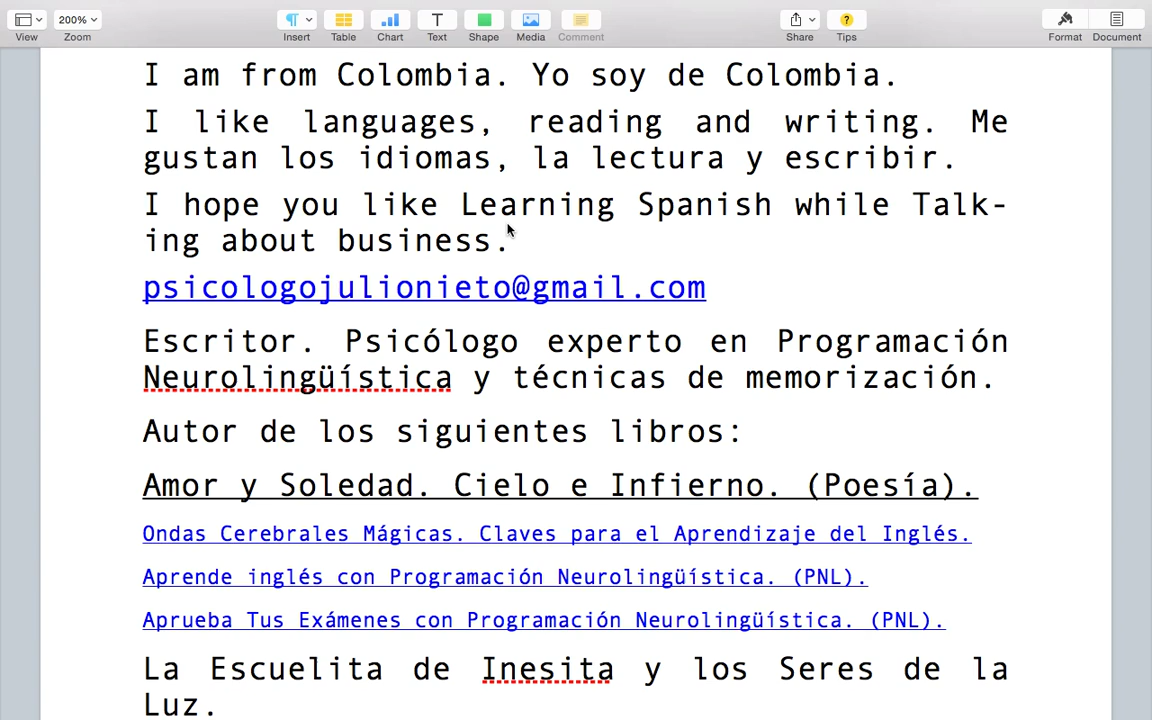 200%
View
Zoom
Insert
Table
Chart
Text
Shape
Media
Comment
Share
Tips
Format
Document
I am from Colombia. Yo soy de Colombia.
I like languages, reading and writing. Me
gustan los idiomas, la lectura y escribir.
I hope you like Learning Spanish while Talk-
ing about business.
psicologojulionieto@gmail.com
Escritor. Psicólogo experto en Programación
Neurolingüística y técnicas de memorización.
Autor de los siguientes libros:
Amor y Soledad. Cielo e Infierno. (Poesía).
Ondas Cerebrales Mágicas. Claves para el Aprendizaje del Inglés.
Aprende inglés con Programación Neurolingüística. (PNL).
Aprueba Tus Exámenes con Programación Neurolingüística. (PNL).
La Escuelita de Inesita y los Seres de la
Luz.